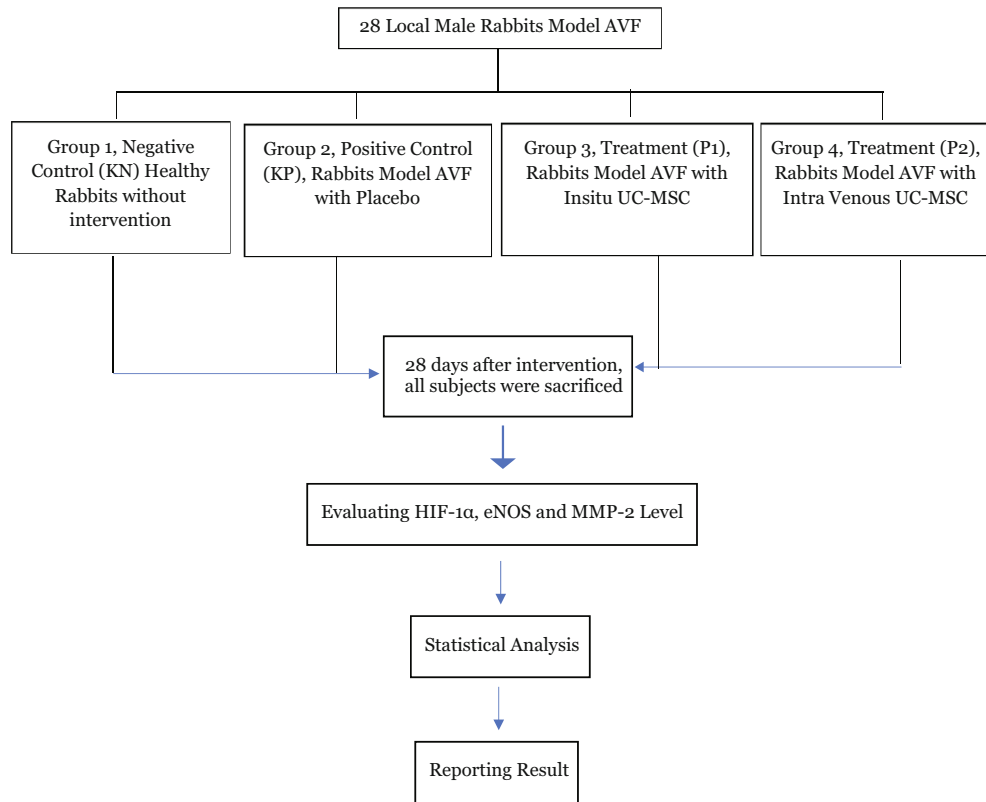 28 Local Male Rabbits Model AVF
Group 1, Negative
Control (KN) Healthy
Rabbits without
intervention
Group 2, Positive Control
(KP), Rabbits Model AVF
with Placebo
Group 3, Treatment (P1),
Rabbits Model AVF with
Insitu UC-MSC
Group 4, Treatment (P2),
Rabbits Model AVF with
Intra Venous UC-MSC
28 days after intervention,
all subjects were sacrificed
Evaluating HIF-1α, eNOS and MMP-2 Level
Statistical Analysis
Reporting Result